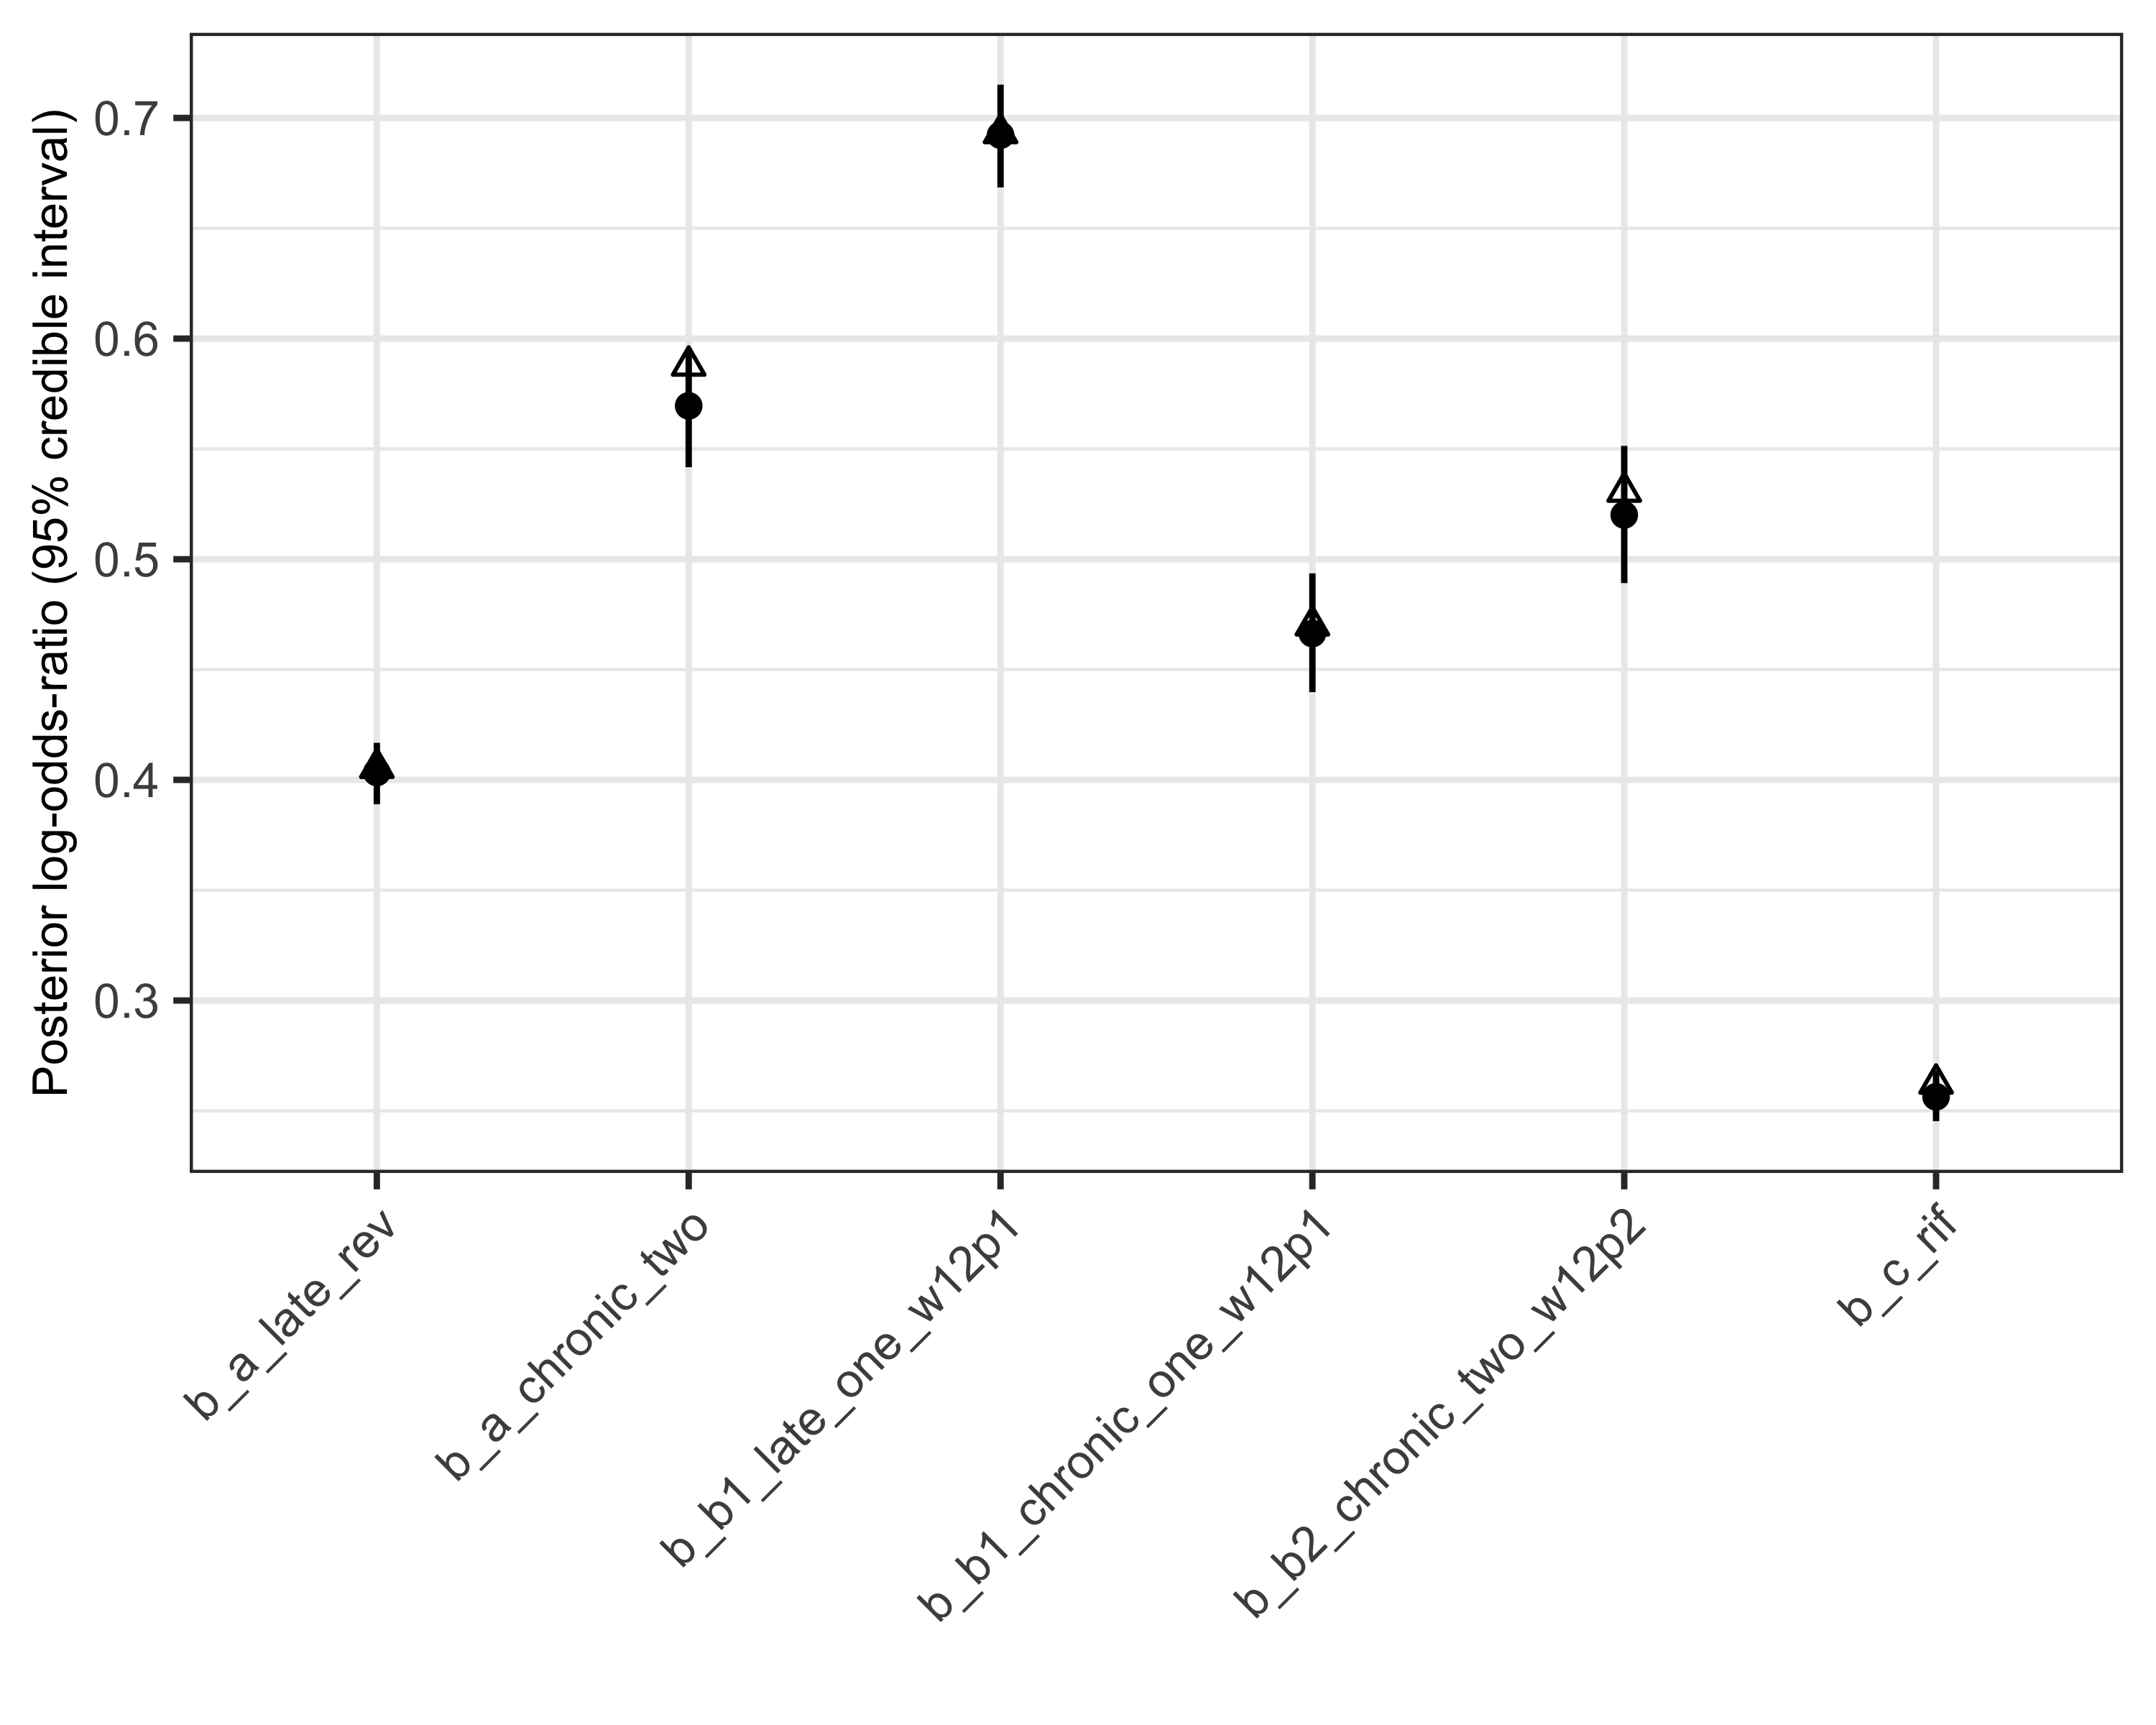 Posterior log-odds-ratio (95% credible interval)
0.7
0.6
0.5
0.4
0.3
b_a_late_rev
b_a_chronic_two
b_b1_late_one_w12p1
b_b1_chronic_one_w12p1
b_b2_chronic_two_w12p2
b_c_rif